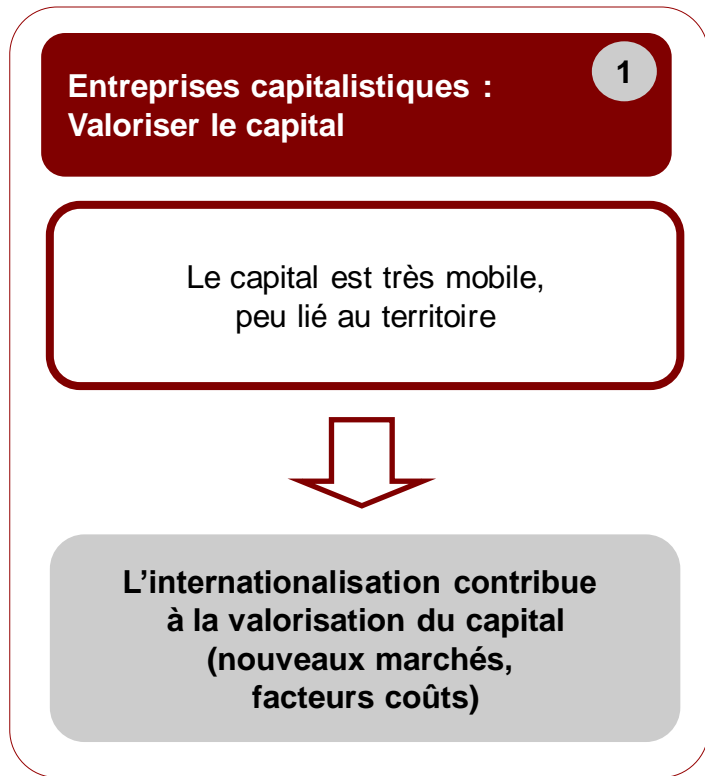 Entreprises capitalistiques :
1
Valoriser le capital
Le capital est très mobile,
peu lié au territoire
L’internationalisation contribue
à la valorisation du capital
(nouveaux marchés,
facteurs coûts)